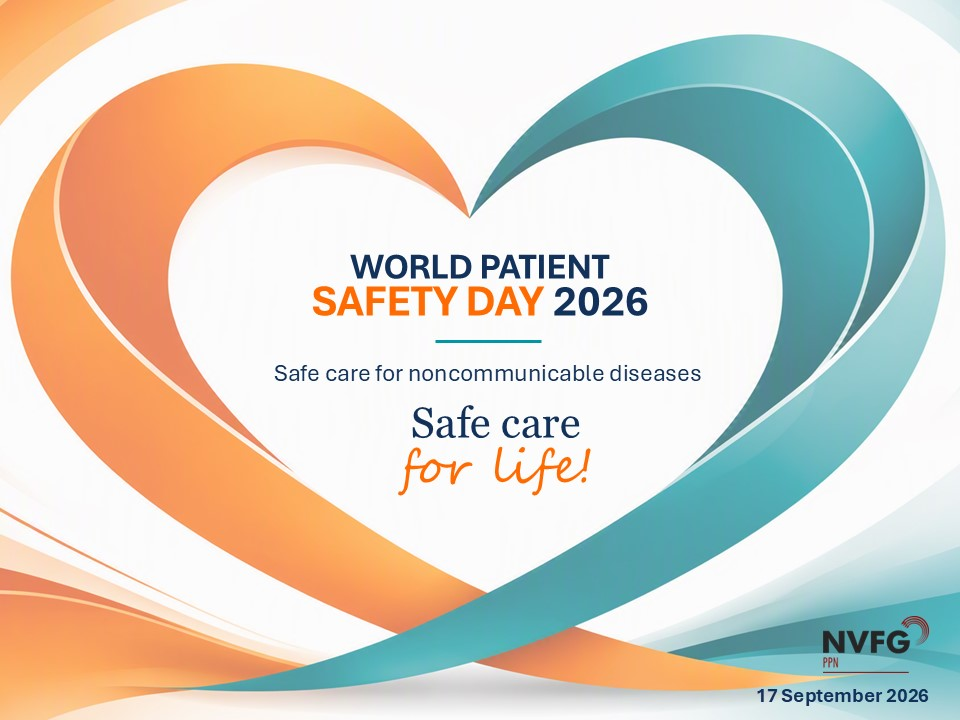 WORLD PATIENT
SAFETY DAY 2026
Safe care for noncommunicable diseases
Safe care
for life!
NVFG
PPN
17 September 2026